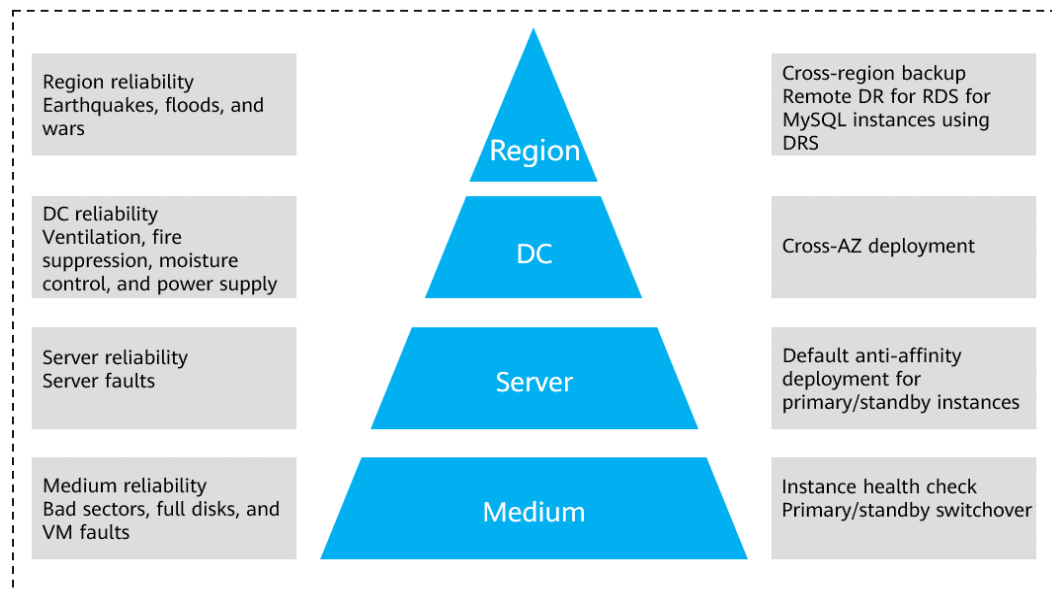 Region reliability
Earthquakes, floods, and
wars
Region
Cross-region backup
Remote DR for RDS for
MySQL instances using
DRS
DC reliability
Ventilation, fire
suppression, moisture
control, and power supply
DC
Cross-AZ deployment
Server reliability
Server faults
Server
Default anti-affinity
deployment for
primary/standby instances
Medium reliability
Bad sectors, full disks, and
VM faults
Medium
Instance health check
Primary/standby switchover